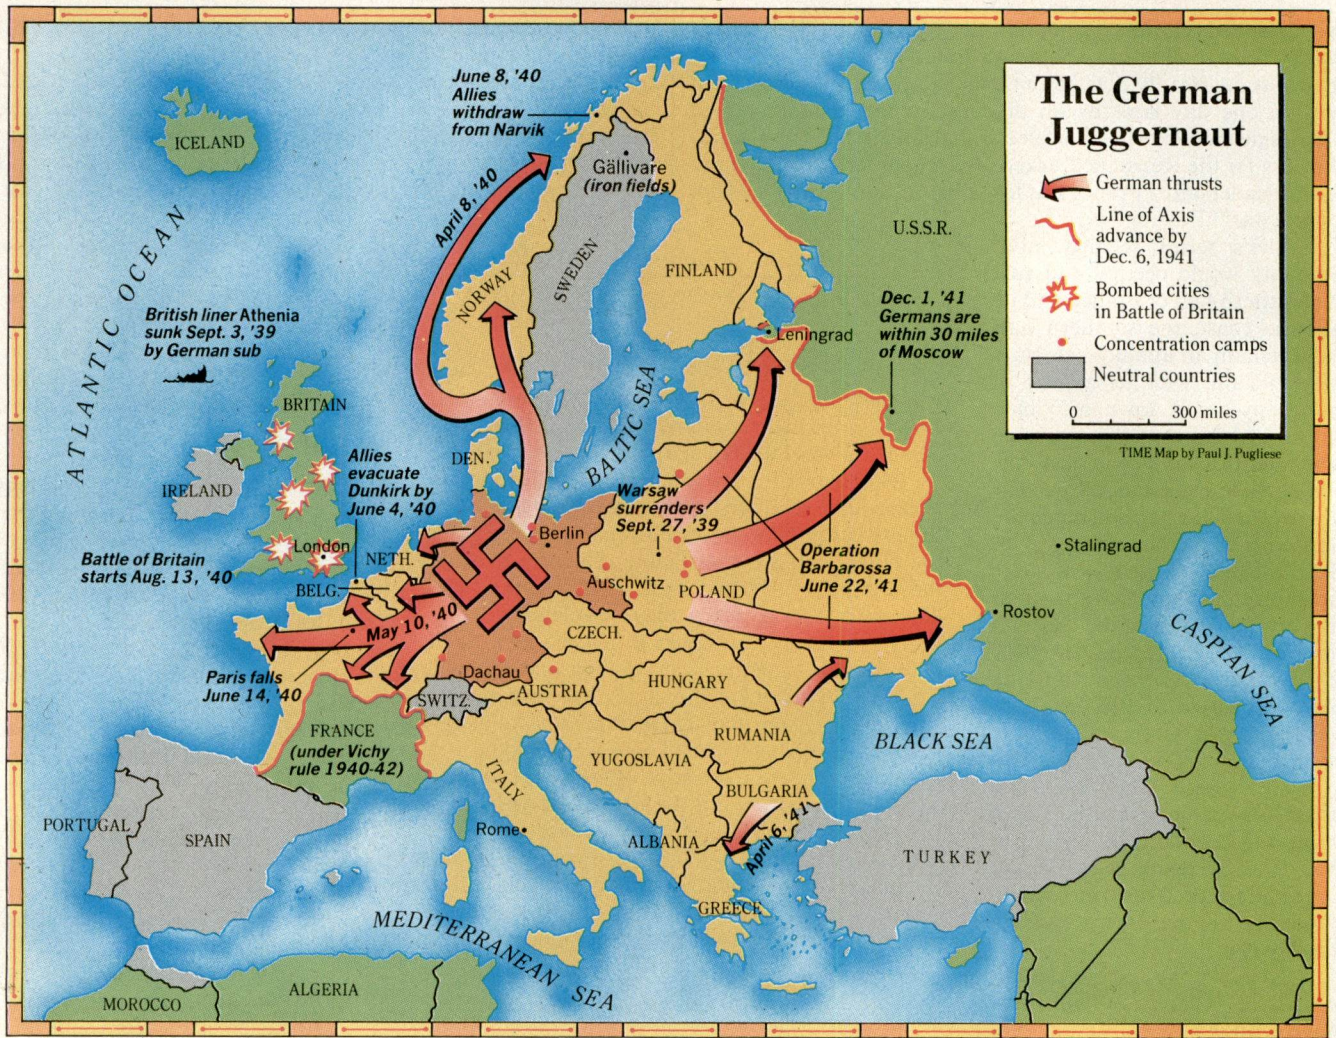 The German
Juggernaut
German thrusts
Line of Axis
advance by
Dec. 6, 1941
Bombed cities
in Battle of Britain
Concentration camps
Neutral countries
0 300 miles
TIME Map by Paul J. Pugliese
June 8, '40
Allies
withdraw
from Narvik
ICELAND
Gällivare
(iron fields)
April 8, '40
ATLANTIC OCEAN
U.S.S.R.
NORWAY
SWEDEN
FINLAND
British liner Athenia
sunk Sept. 3, '39
by German sub
Dec. 1, '41
Germans are
within 30 miles
of Moscow
Leningrad
BRITAIN
BALTIC SEA
DEN.
Allies
evacuate
Dunkirk by
June 4, '40
IRELAND
Warsaw
surrenders
Sept. 27, '39
Berlin
London
NETH.
Stalingrad
Operation
Barbarossa
June 22, '41
Battle of Britain
starts Aug. 13, '40
BELG.
Auschwitz
POLAND
Rostov
May 10, '40
CZECH.
CASPIAN SEA
Paris falls
June 14, '40
Dachau
SWITZ.
AUSTRIA
HUNGARY
FRANCE
(under Vichy
rule 1940-42)
RUMANIA
BLACK SEA
YUGOSLAVIA
ITALY
BULGARIA
April 6, '41
PORTUGAL
SPAIN
Rome
ALBANIA
TURKEY
GREECE
MEDITERRANEAN SEA
MOROCCO
ALGERIA